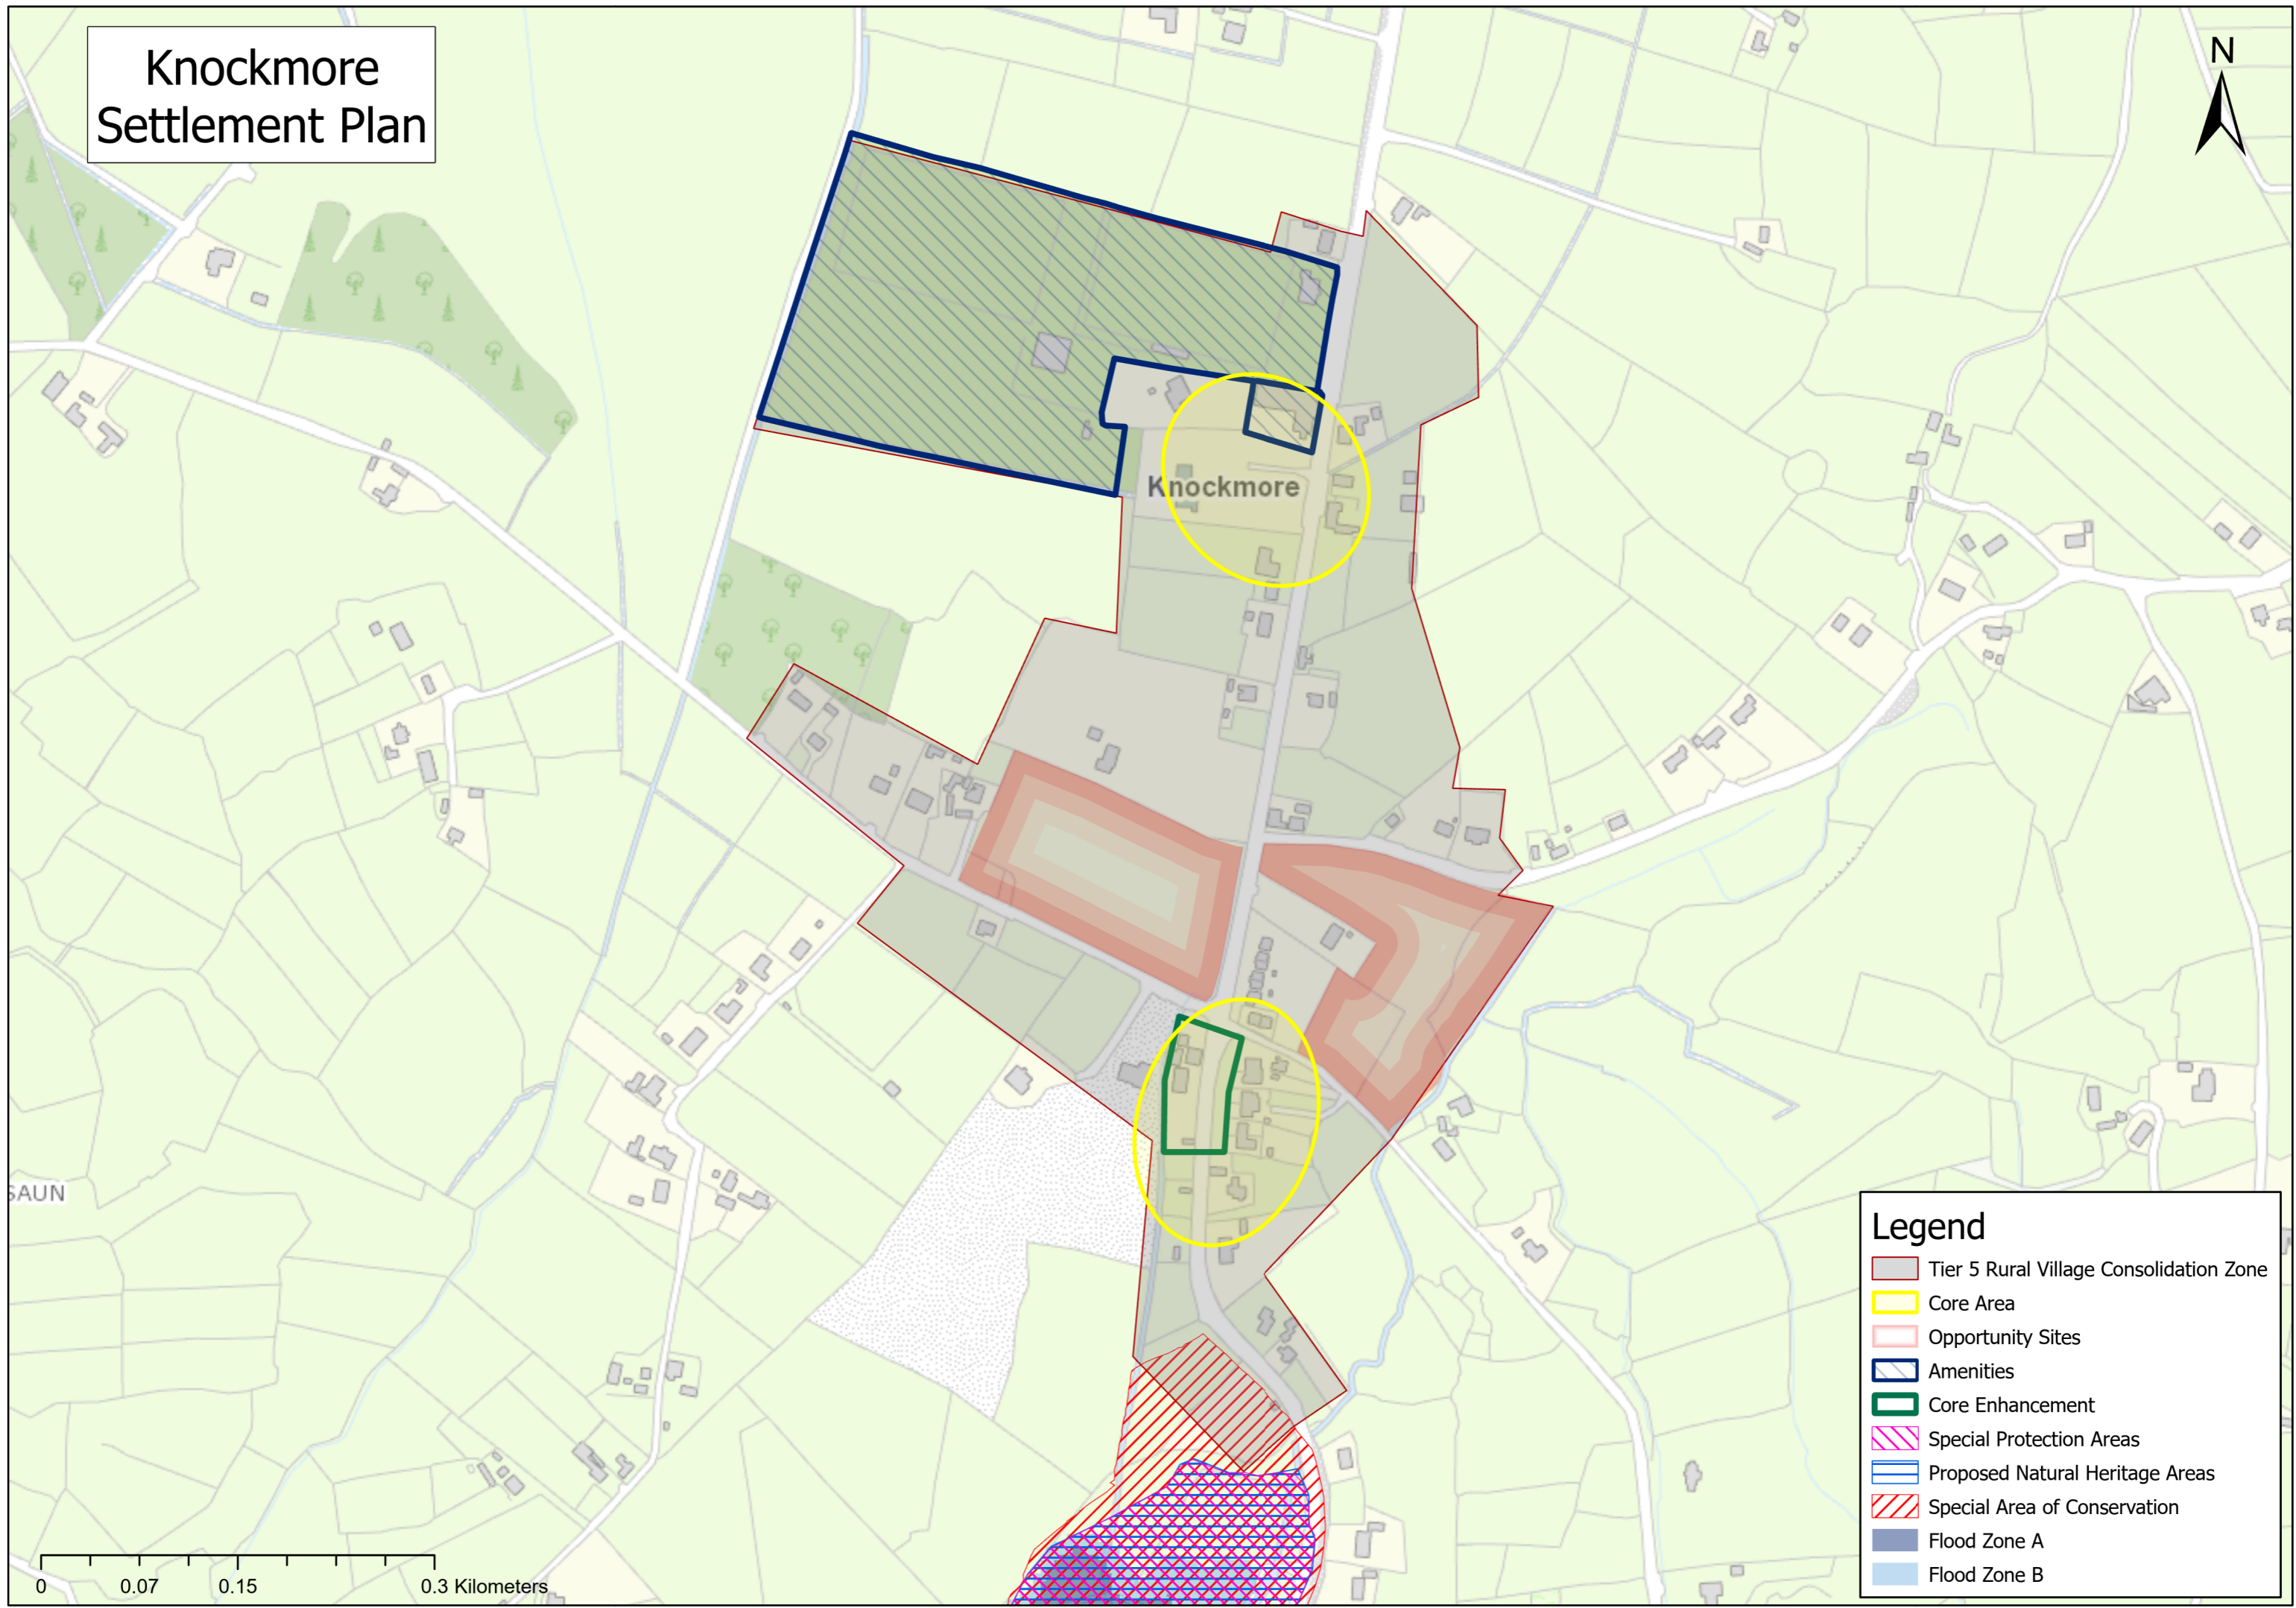 Knockmore
Settlement Plan
N
Knockmore
SAUN
Legend
Tier 5 Rural Village Consolidation Zone
Core Area
Opportunity Sites
Amenities
Core Enhancement
Special Protection Areas
Proposed Natural Heritage Areas
Special Area of Conservation
Flood Zone A
Flood Zone B
0 0.07 0.15 0.3 Kilometers